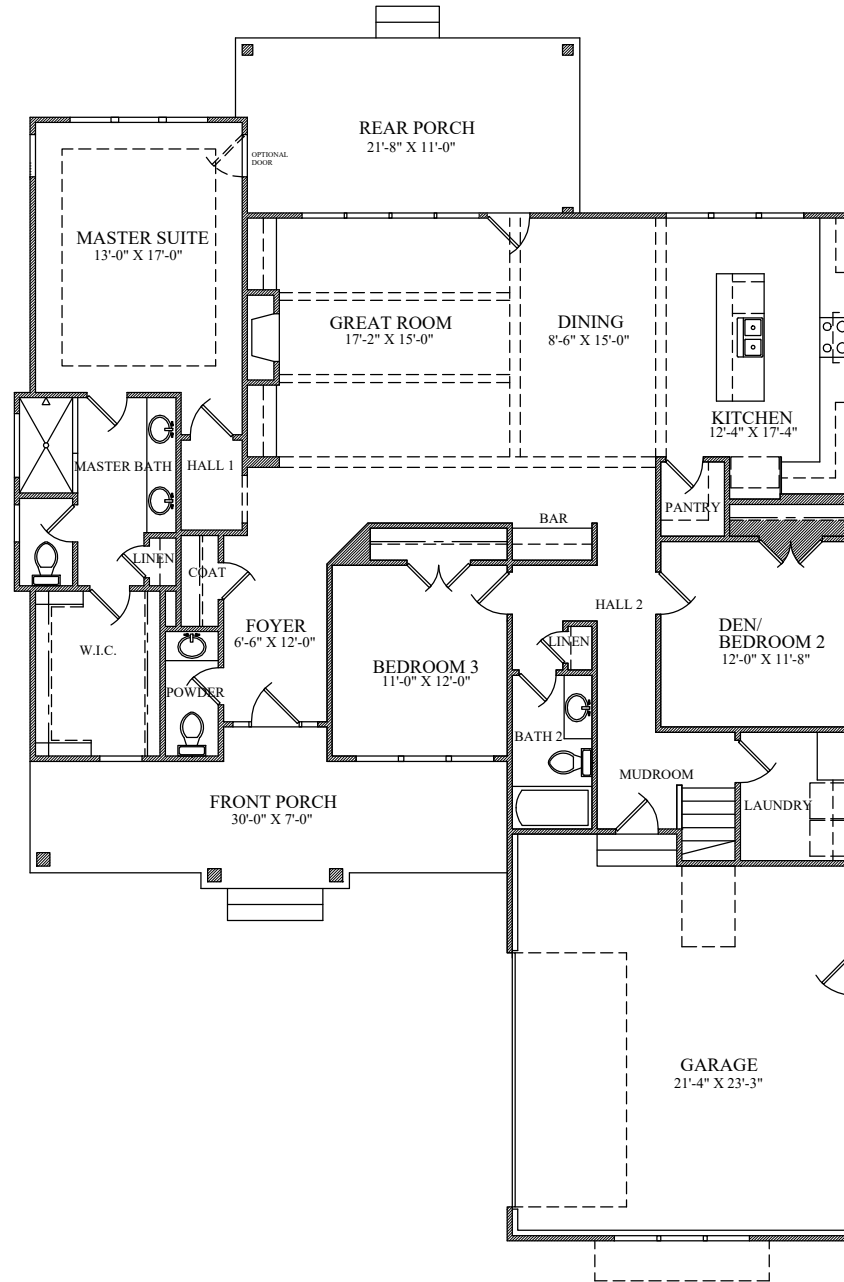 REAR PORCH
21'-8" X 11'-0"
OPTIONAL
DOOR
MASTER SUITE
13'-0" X 17'-0"
GREAT ROOM
17'-2" X 15'-0"
DINING
8'-6" X 15'-0"
KITCHEN
12'-4" X 17'-4"
MASTER BATH
HALL 1
PANTRY
BAR
LINEN
COAT
FOYER
6'-6" X 12'-0"
HALL 2
DEN/
BEDROOM 2
12'-0" X 11'-8"
LINEN
W.I.C.
BEDROOM 3
11'-0" X 12'-0"
POWDER
BATH 2
MUDROOM
LAUNDRY
FRONT PORCH
30'-0" X 7'-0"
GARAGE
21'-4" X 23'-3"